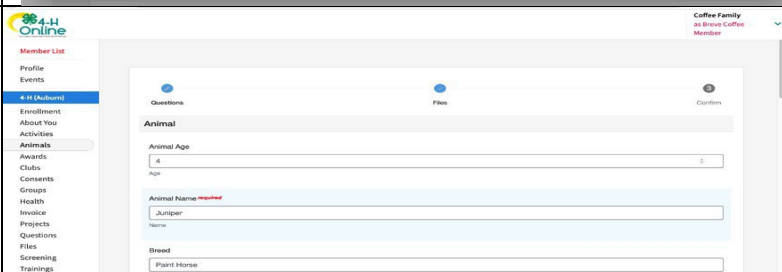 4-H
Online
Coffee Family
as Breve Coffee
Member
Member List
Profile
Events
4-H (Auburn)
Enrollment
About You
Activities
Animals
Awards
Clubs
Consents
Groups
Health
Invoice
Projects
Questions
Files
Screening
Trainings
Questions
Files
3
Confirm
Animal
Animal Age
4
Age
Animal Name required
Juniper
Name
Breed
Paint Horse